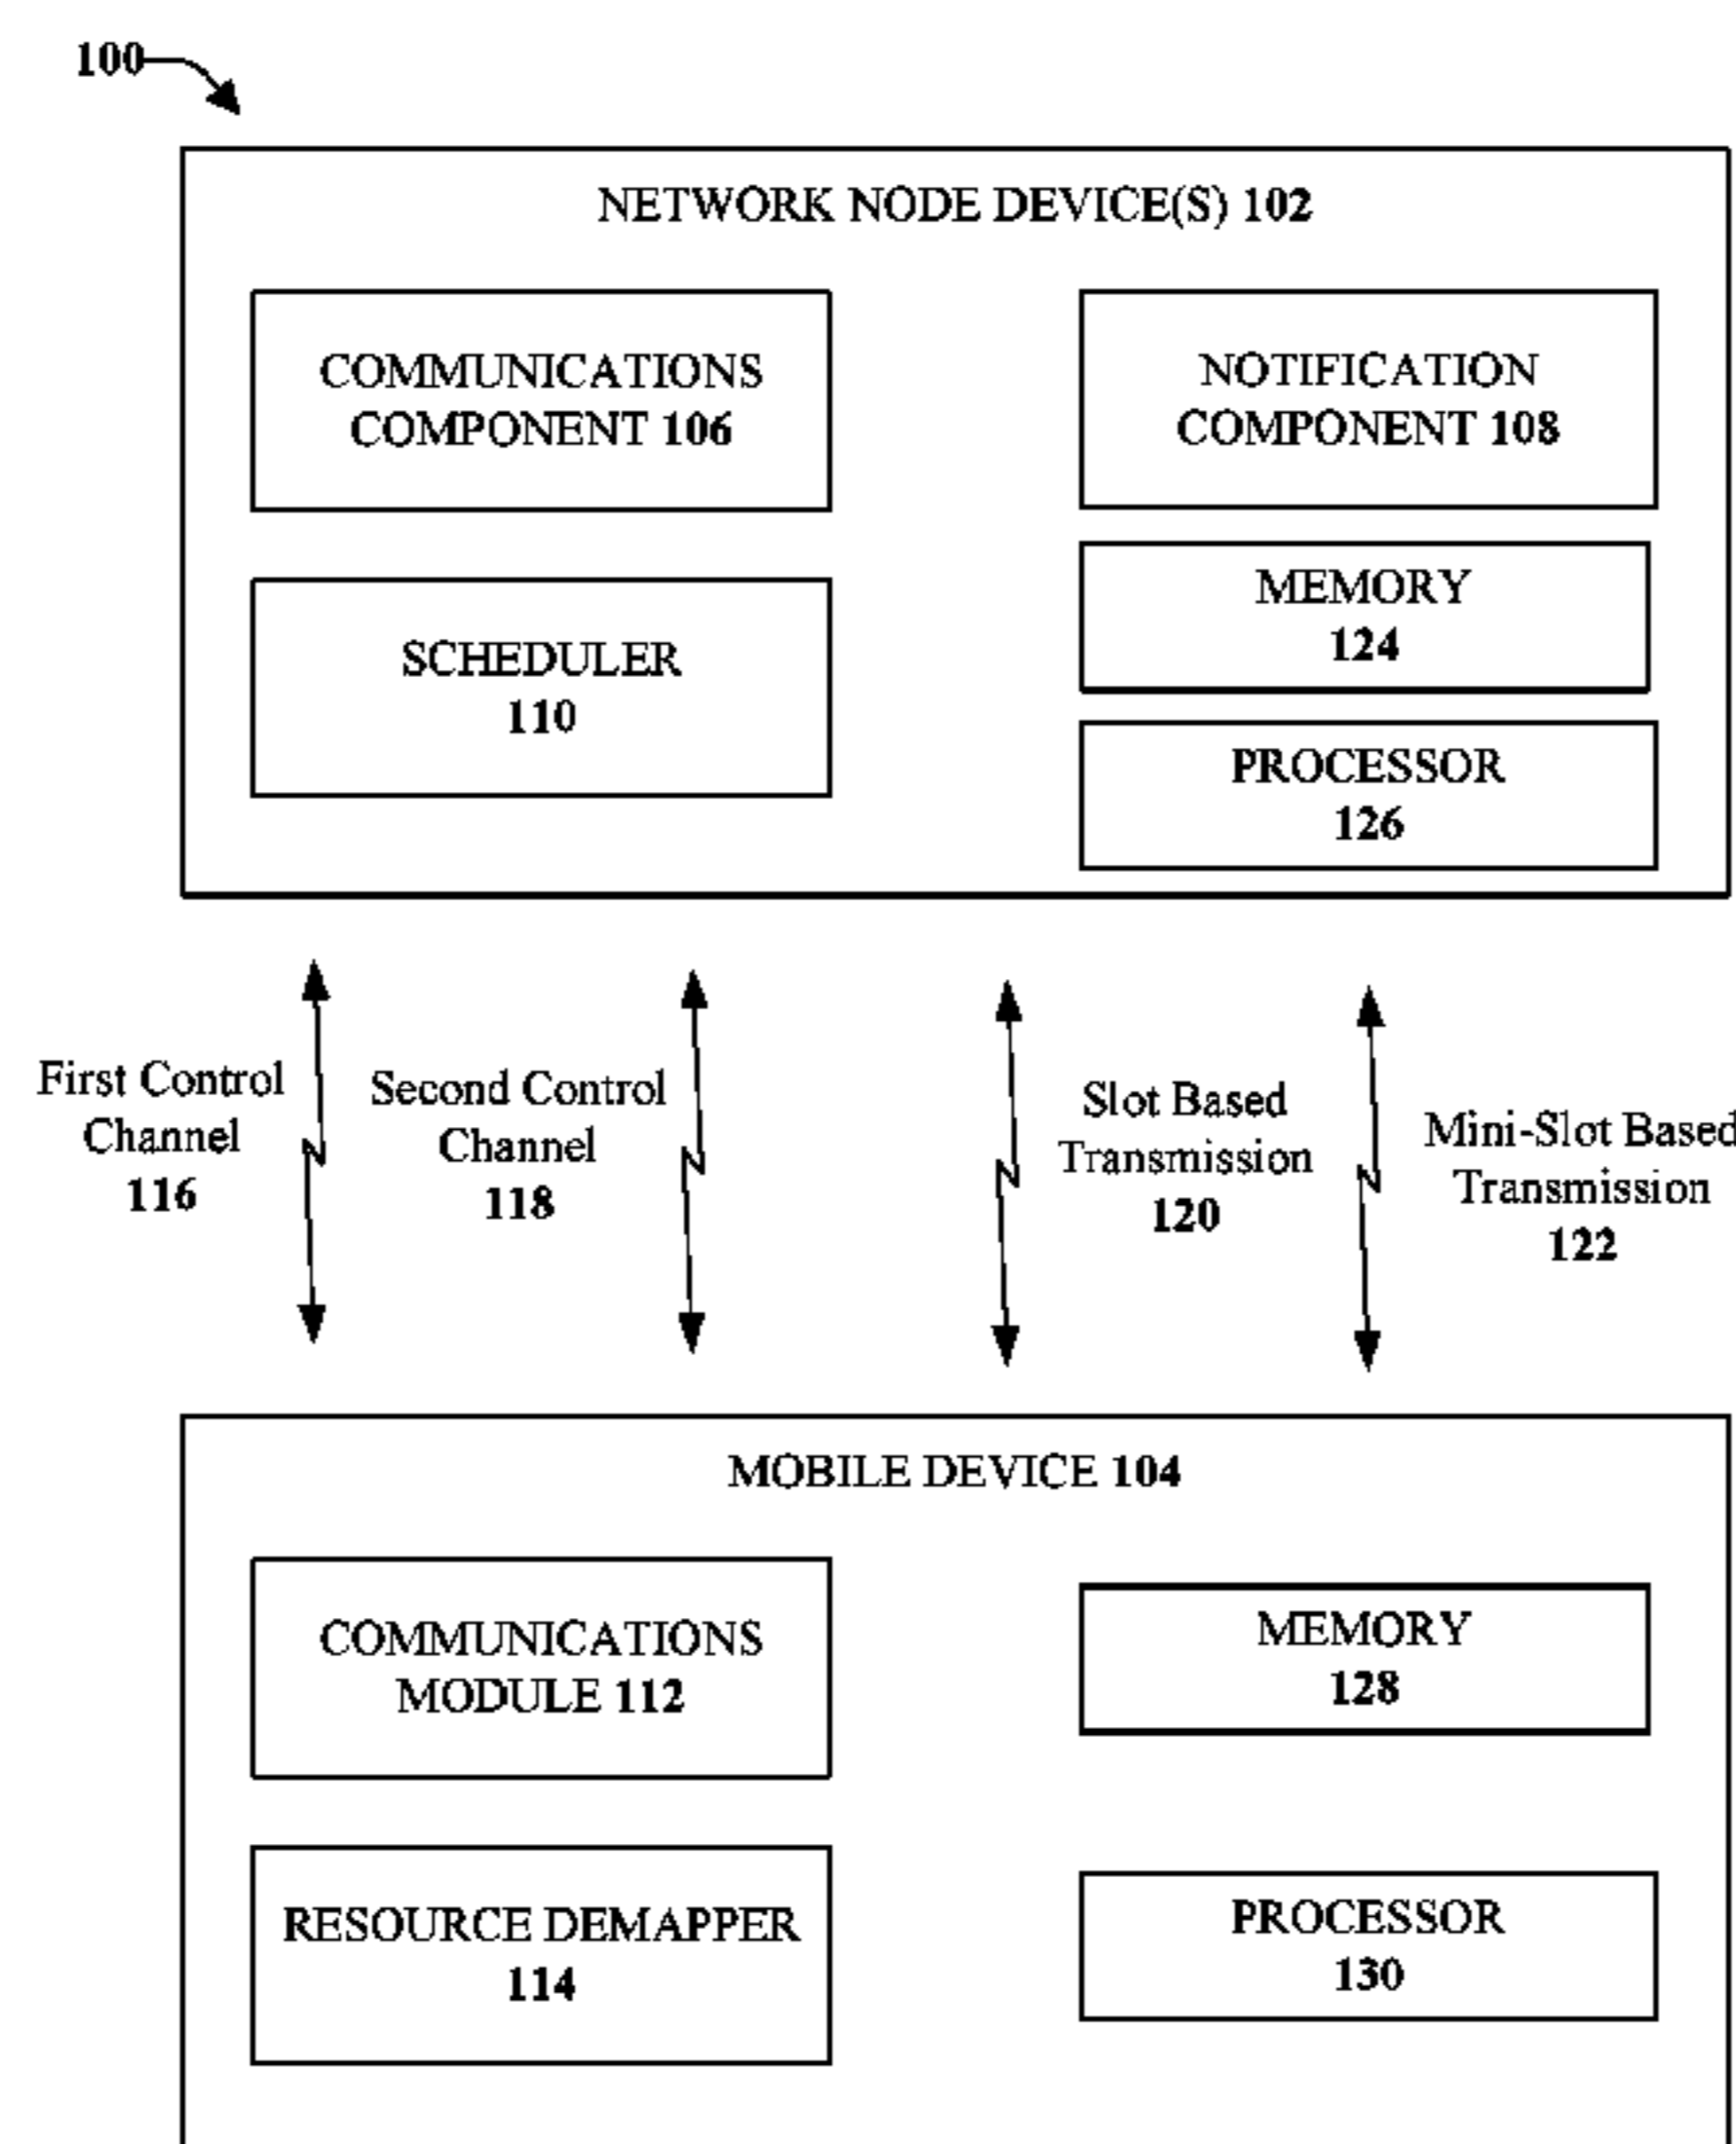 100
NETWORK NODE DEVICE(S) 102
COMMUNICATIONS
COMPONENT 106
NOTIFICATION
COMPONENT 108
MEMORY
124
SCHEDULER
110
PROCESSOR
126
First Control
Channel
116
Second Control
Channel
118
Slot Based
Transmission
120
Mini-Slot Based
Transmission
122
MOBILE DEVICE 104
COMMUNICATIONS
MODULE 112
MEMORY
128
RESOURCE DEMAPPER
114
PROCESSOR
130